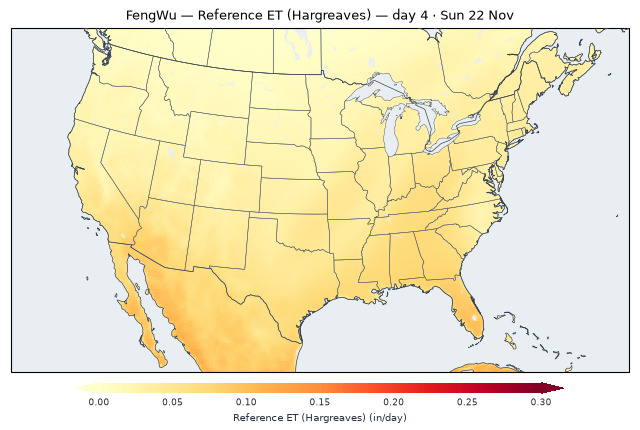 FengWu — Reference ET (Hargreaves) — day 4 · Sun 22 Nov
0.00 0.05 0.10 0.15 0.20 0.25 0.30
Reference ET (Hargreaves) (in/day)